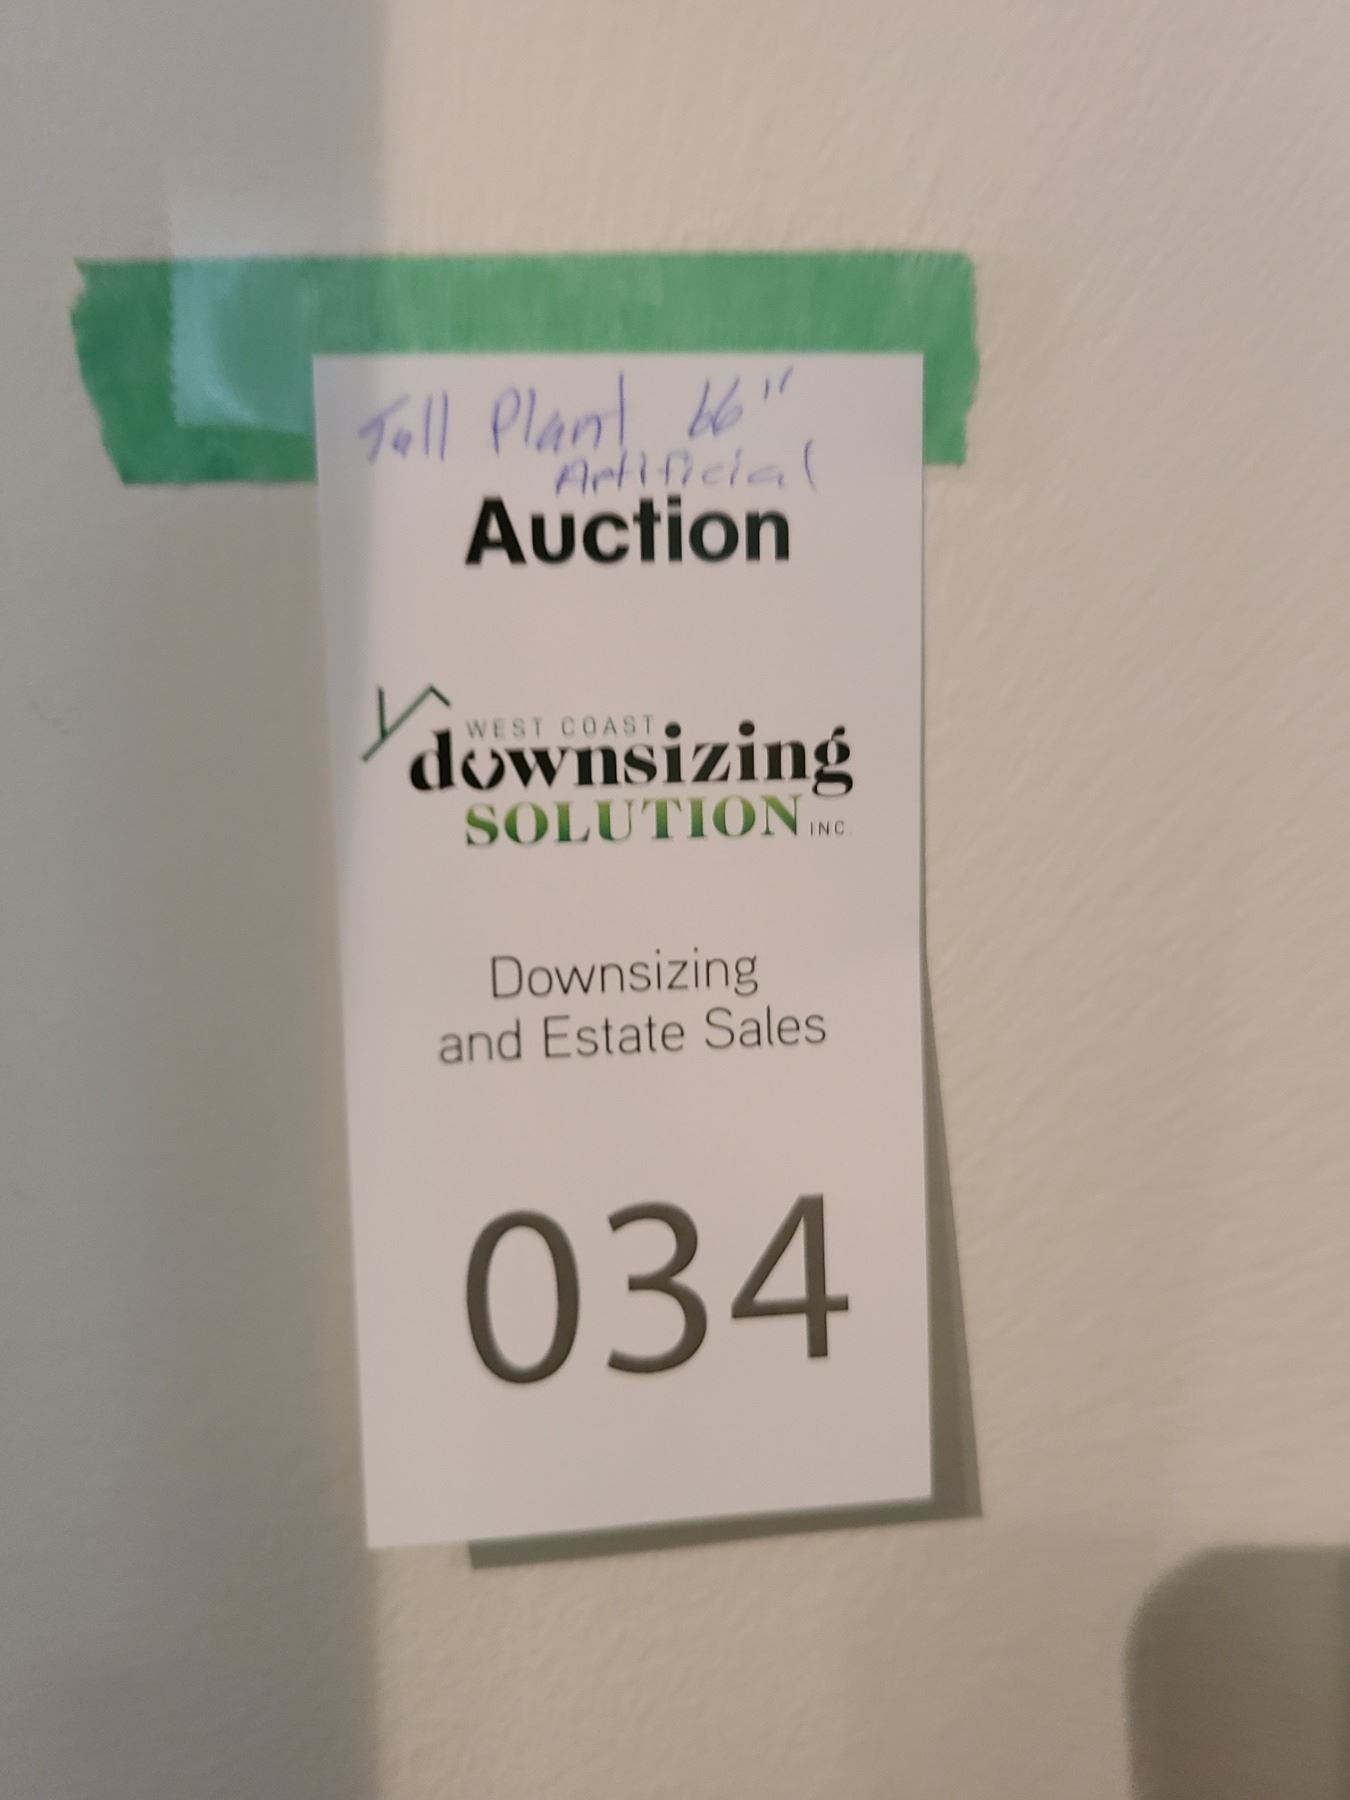 Tall Plant 66"
Artificial
Auction
WEST COAST
downsizing
SOLUTION INC.
Downsizing
and Estate Sales
034